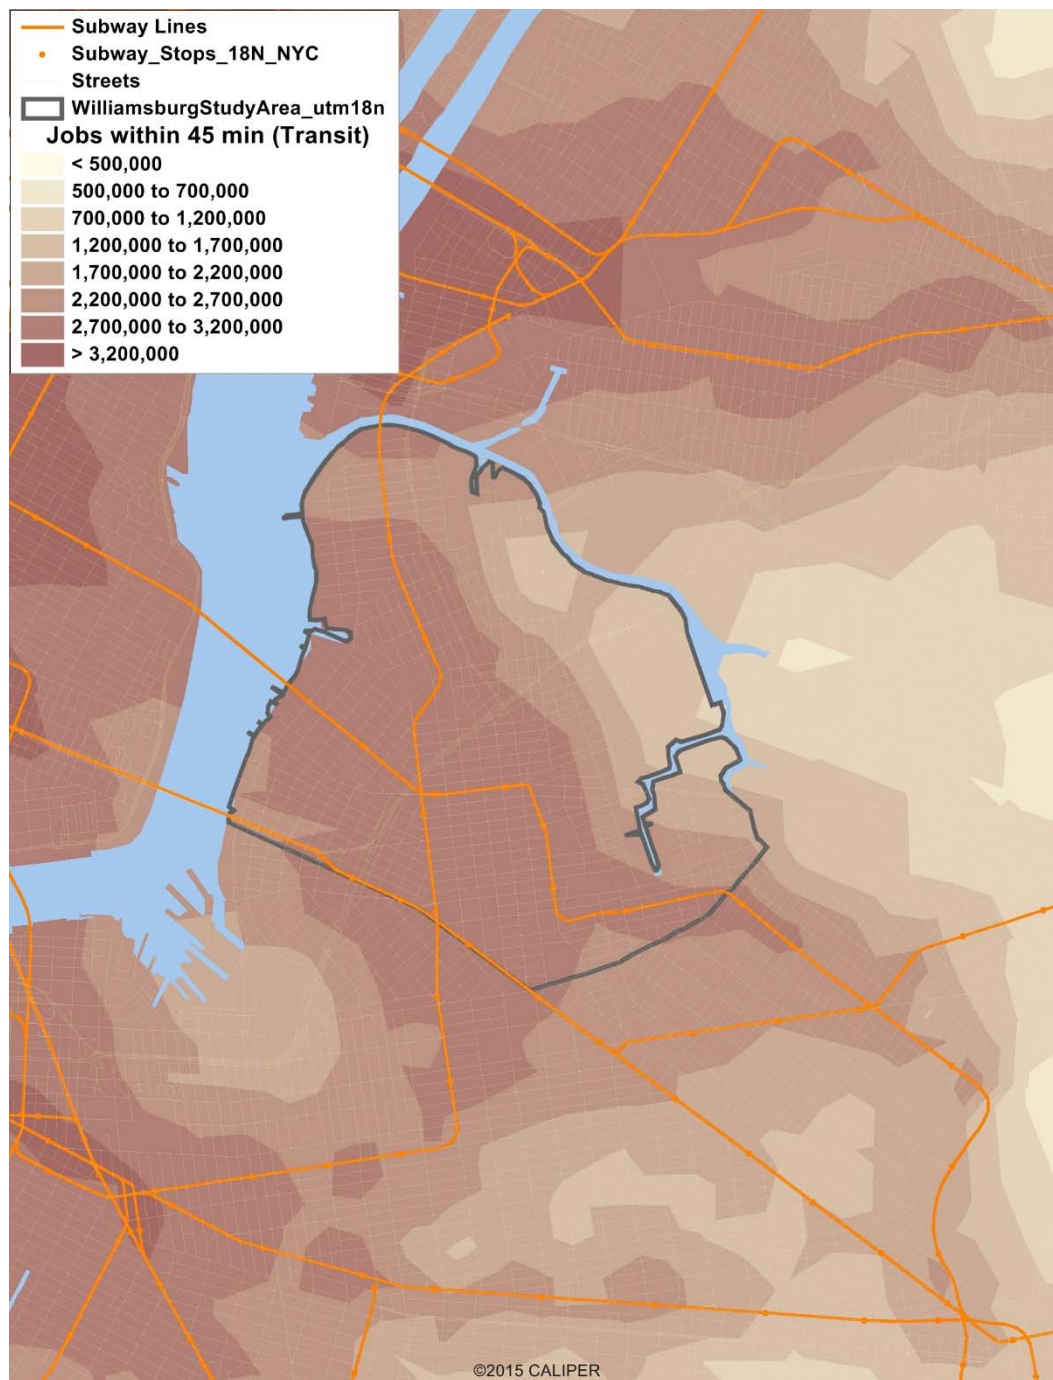 Subway Lines
Subway_Stops_18N_NYC
Streets
WilliamsburgStudyArea_utm18n
Jobs within 45 min (Transit)
< 500,000
500,000 to 700,000
700,000 to 1,200,000
1,200,000 to 1,700,000
1,700,000 to 2,200,000
2,200,000 to 2,700,000
2,700,000 to 3,200,000
> 3,200,000
©2015 CALIPER